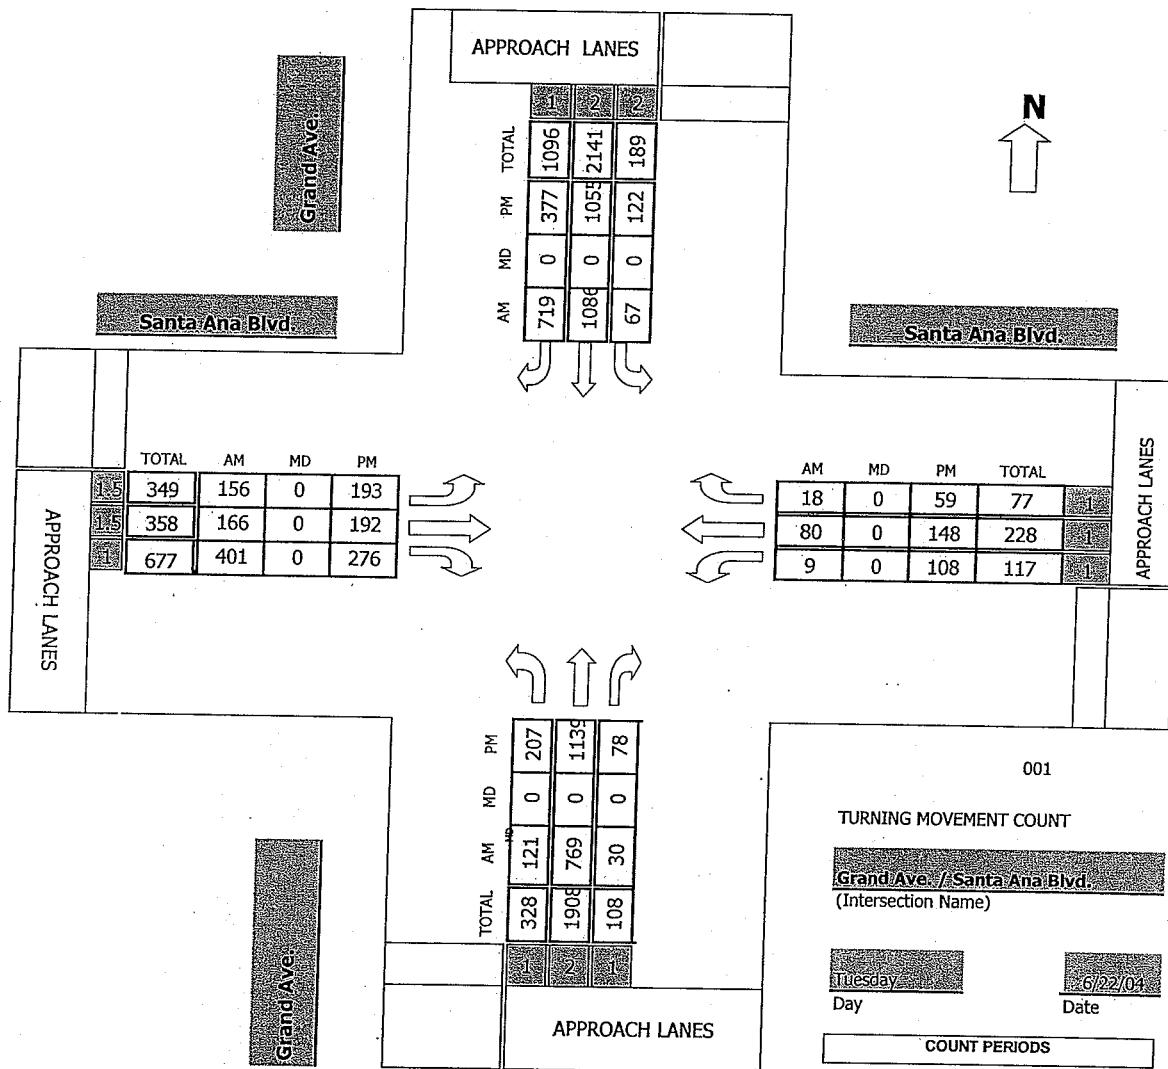 APPROACH LANES
1 2 2
TOTAL 1096 2141 189
PM 377 1055 122
MD 0 0 0
AM 719 1086 67
Grand Ave.
N
Santa Ana Blvd.
Santa Ana Blvd.
TOTAL AM MD PM
1.5 349 156 0 193
1.5 358 166 0 192
1 677 401 0 276
APPROACH LANES
AM MD PM TOTAL
18 0 59 77 1
80 0 148 228 1
9 0 108 117 1
APPROACH LANES
PM 207 1139 78
MD 0 0 0
AM 121 769 30
TOTAL 328 1908 108
1 2 1
APPROACH LANES
Grand Ave.
001
TURNING MOVEMENT COUNT
Grand Ave. / Santa Ana Blvd.
(Intersection Name)
Tuesday 6/22/04
Day Date
COUNT PERIODS